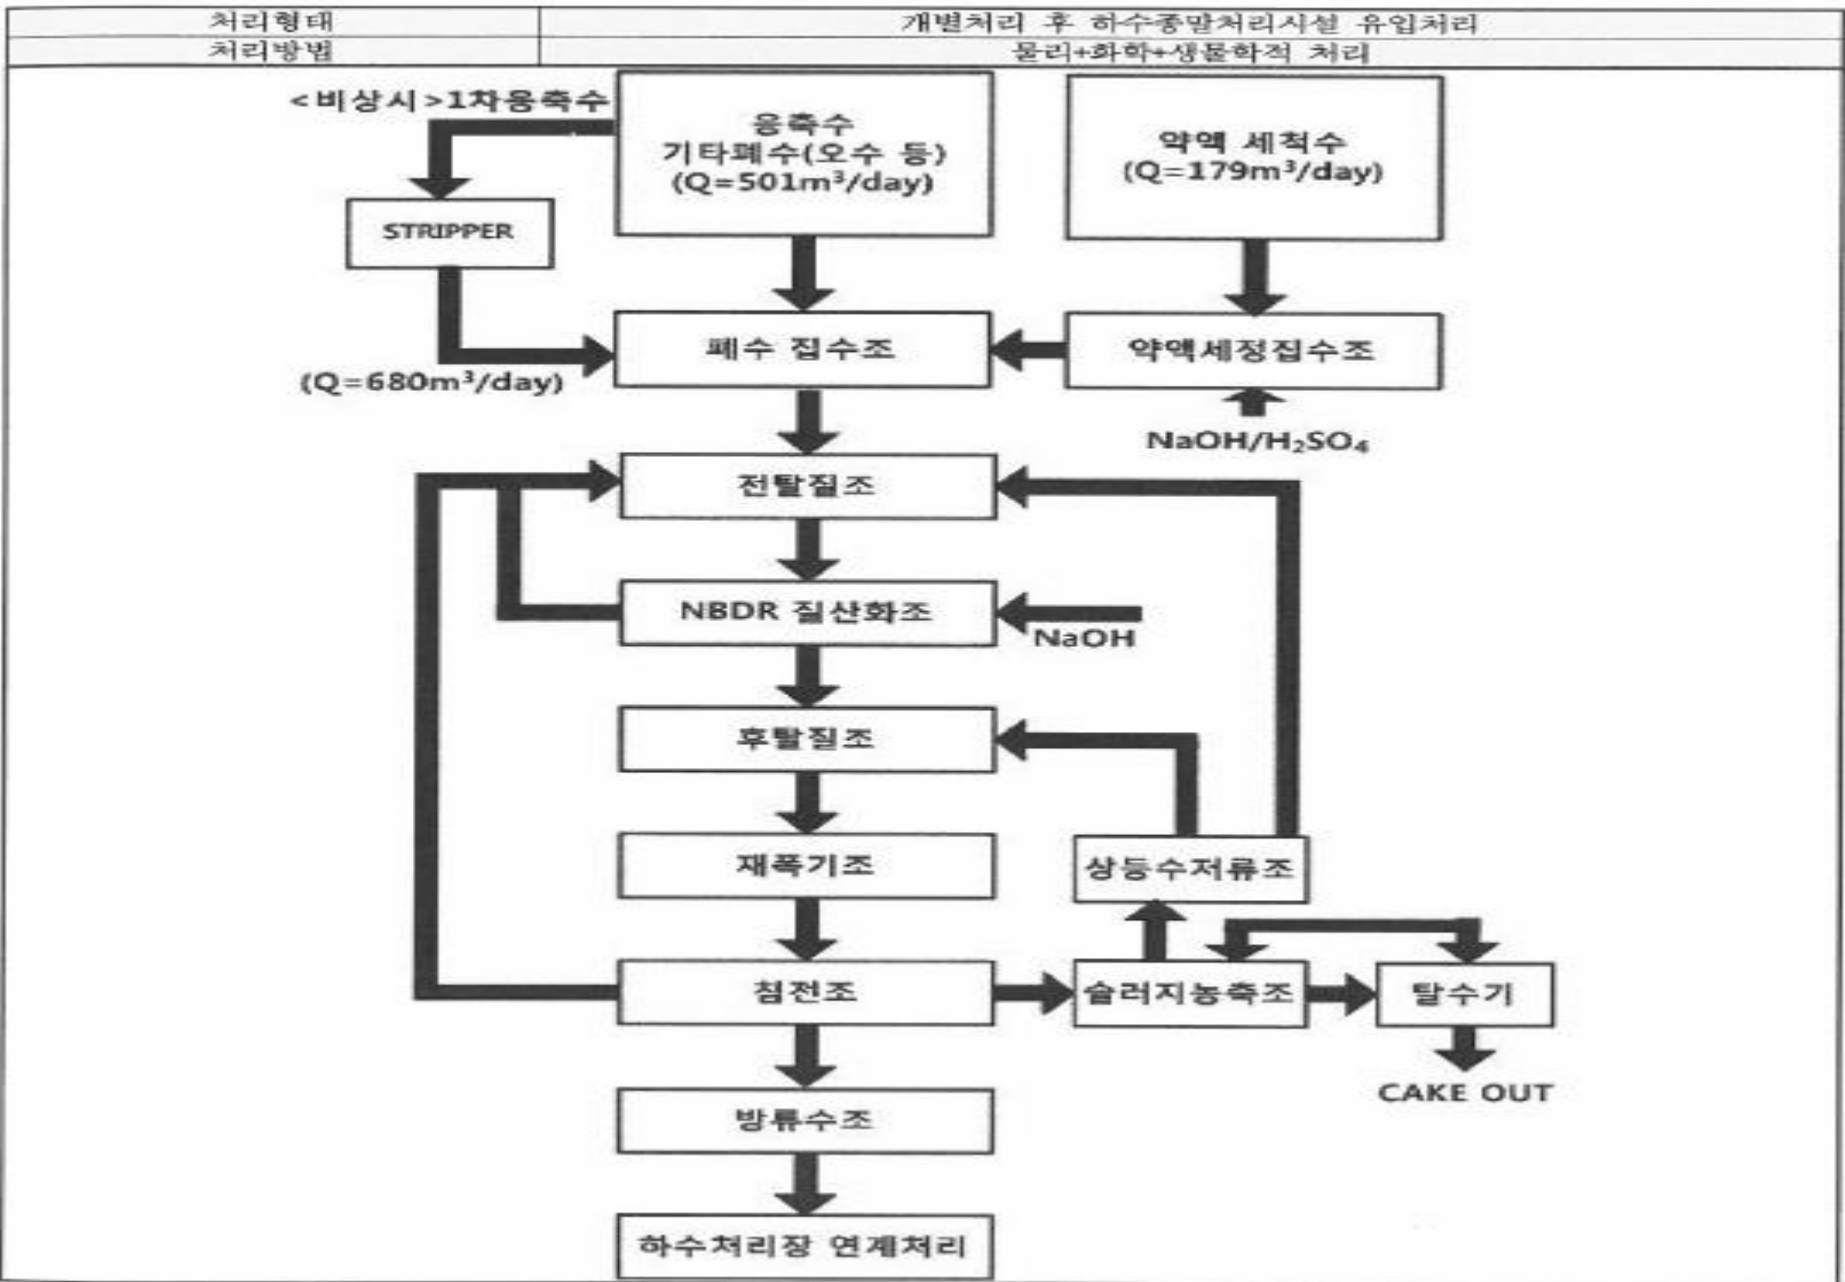 처리형태
개별처리 후 하수종말처리시설 유입처리
처리방법
물리+화학+생물학적 처리
<비상시>1차응축수
응축수
기타폐수(오수 등)
(Q=501m³/day)
약액 세척수
(Q=179m³/day)
STRIPPER
폐수 집수조
약액세정집수조
(Q=680m³/day)
NaOH/H₂SO₄
전탈질조
NBDR 질산화조
NaOH
후탈질조
재폭기조
상등수저류조
침전조
슬러지농축조
탈수기
CAKE OUT
방류수조
하수처리장 연계처리